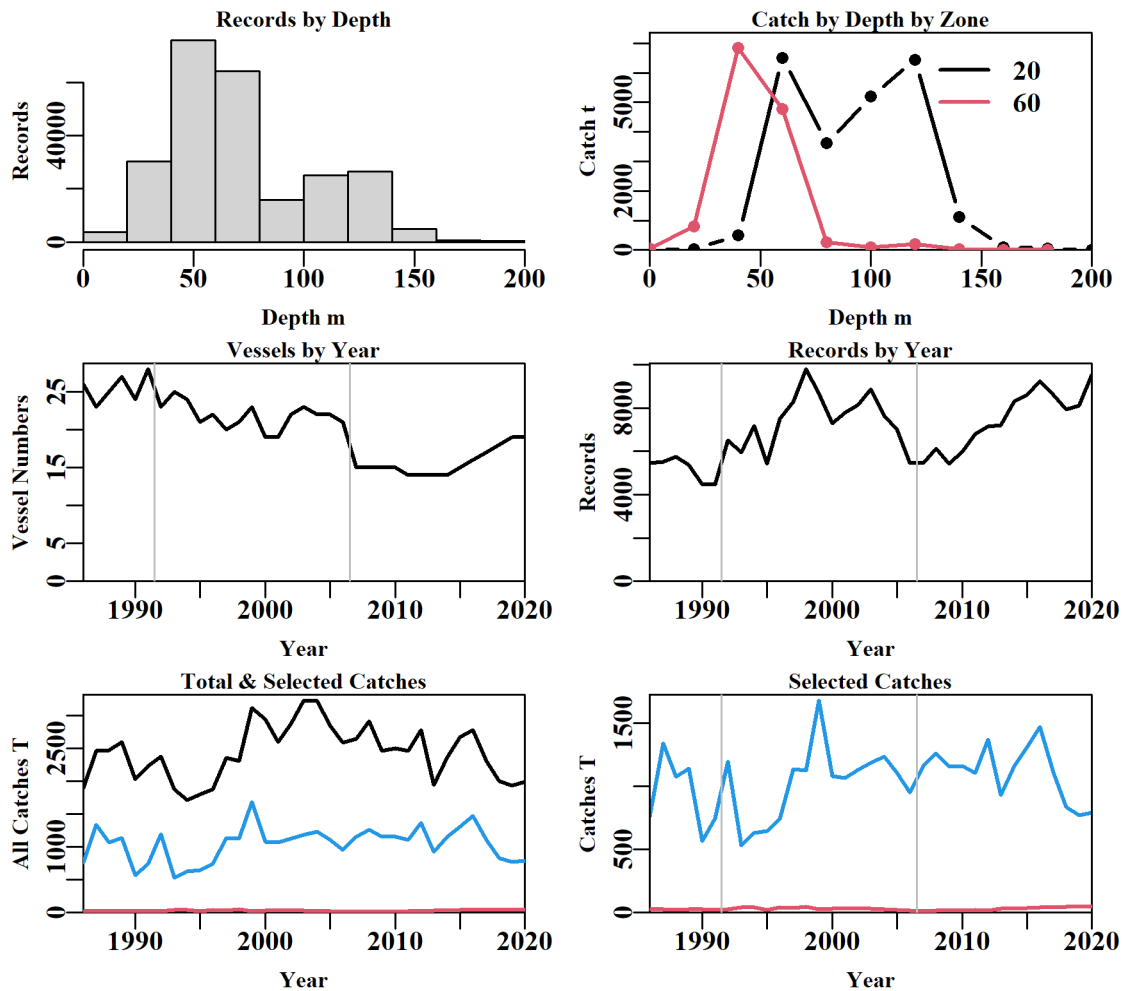 Records by Depth
Records
0 40000
0 50 100 150 200
Depth m
Catch by Depth by Zone
Catch t
0 2000 5000
20
60
0 50 100 150 200
Depth m
Vessels by Year
Vessel Numbers
0 5 15 25
1990 2000 2010 2020
Year
Records by Year
Records
0 4000 8000
1990 2000 2010 2020
Year
Total & Selected Catches
All Catches T
0 1000 2500
1990 2000 2010 2020
Year
Selected Catches
Catches T
0 500 1500
1990 2000 2010 2020
Year